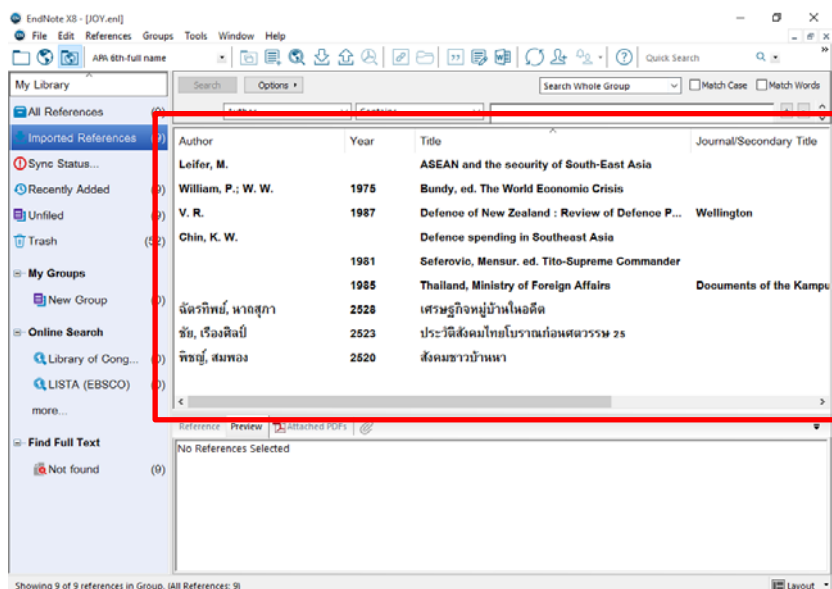 EndNote X8 - [JOY.enl]
File Edit References Groups Tools Window Help
APA 6th-full name
Quick Search
My Library
Search Options
Search Whole Group Match Case Match Words
All References
Author Contains
Imported References (9)
Author Year Title Journal/Secondary Title
Sync Status...
Leifer, M. ASEAN and the security of South-East Asia
Recently Added (9)
William, P.; W. W. 1975 Bundy, ed. The World Economic Crisis
Unfiled (9)
V. R. 1987 Defence of New Zealand : Review of Defence P... Wellington
Trash (52)
Chin, K. W. Defence spending in Southeast Asia
1981 Seferovic, Mensur. ed. Tito-Supreme Commander
My Groups
1985 Thailand, Ministry of Foreign Affairs Documents of the Kampu
New Group (0)
ฉัตรทิพย์, นาถสุภา 2528 เศรษฐกิจหมู่บ้านในอดีต
Online Search
ชัย, เรืองศิลป์ 2523 ประวัติสังคมไทยโบราณก่อนศตวรรษ 25
Library of Cong... (0)
พิชญ์, สมพอง 2520 สังคมชาวบ้านหา
LISTA (EBSCO) (0)
more...
Reference Preview Attached PDFs
Find Full Text
No References Selected
Not found (9)
Showing 9 of 9 references in Group. (All References: 9)
Layout